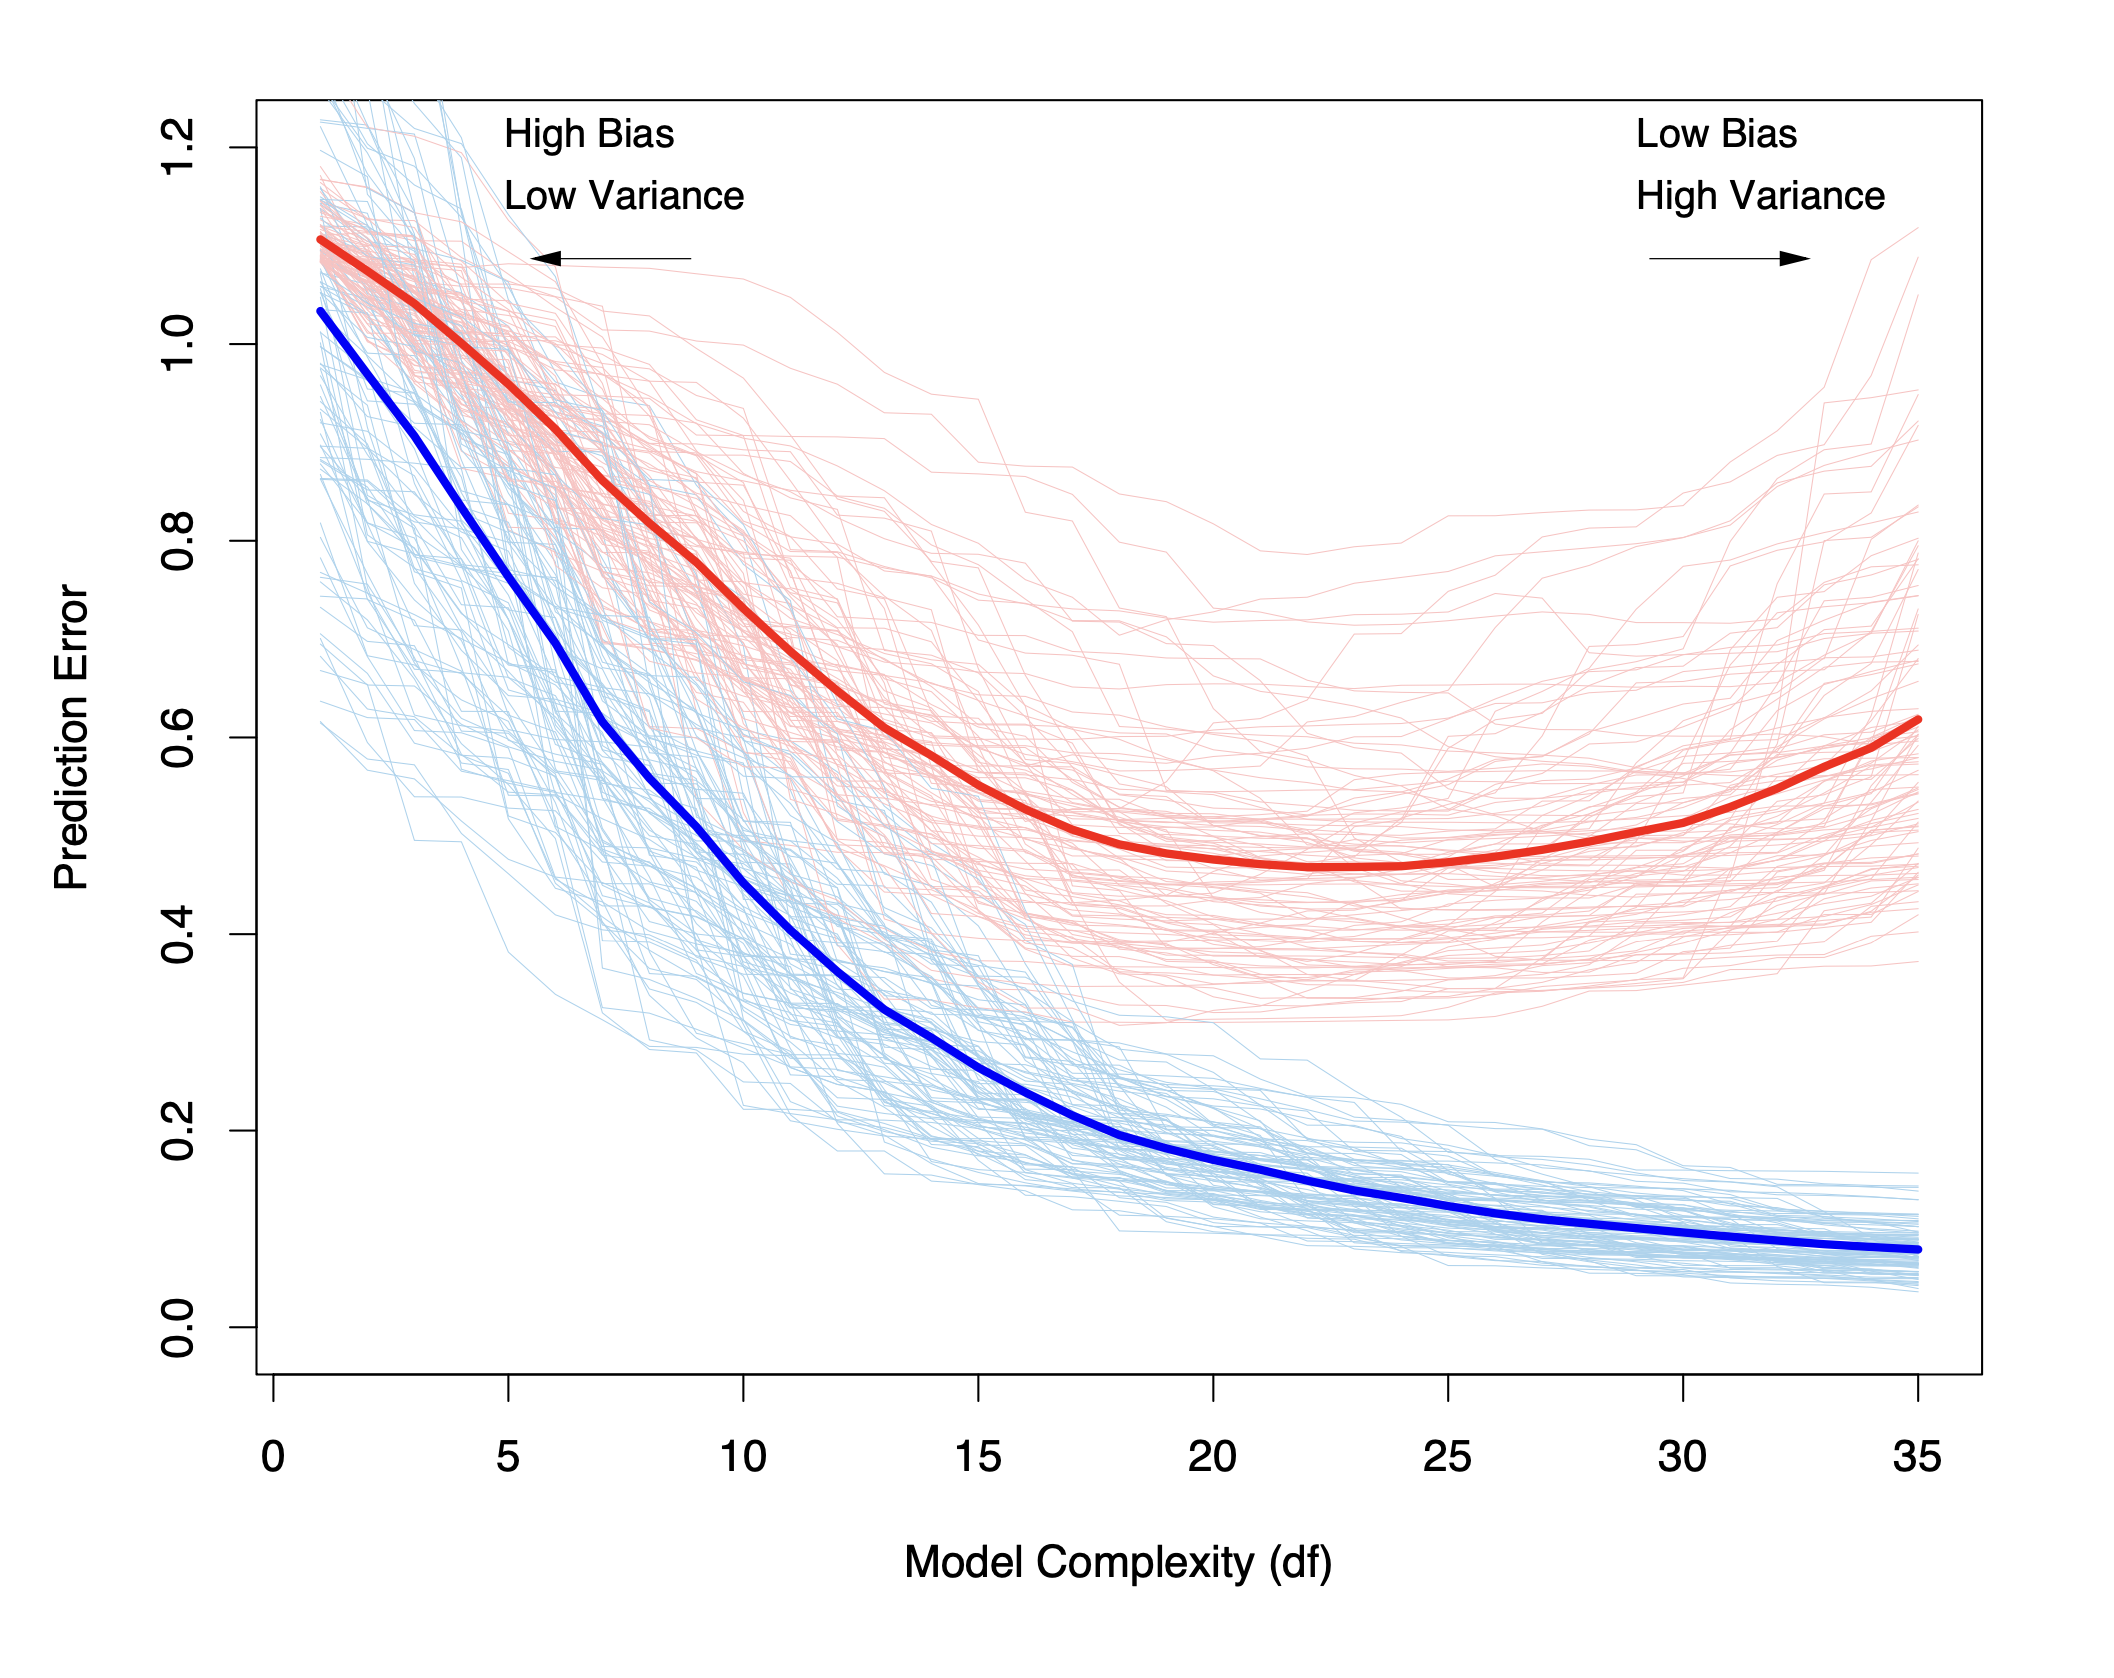 High Bias
Low Variance
Low Bias
High Variance
Prediction Error
1.2
1.0
0.8
0.6
0.4
0.2
0.0
0 5 10 15 20 25 30 35
Model Complexity (df)